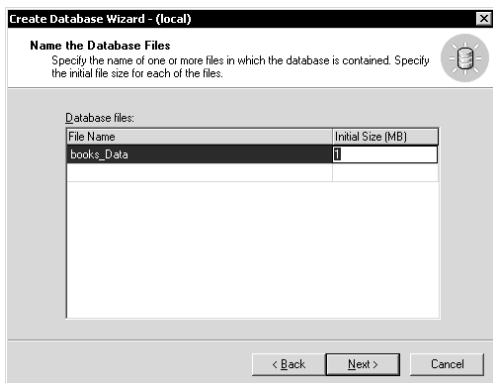 Create Database Wizard - (local)
Name the Database Files
Specify the name of one or more files in which the database is contained. Specify
the initial file size for each of the files.
Database files:
File Name Initial Size (MB)
books_Data 1
< Back Next > Cancel